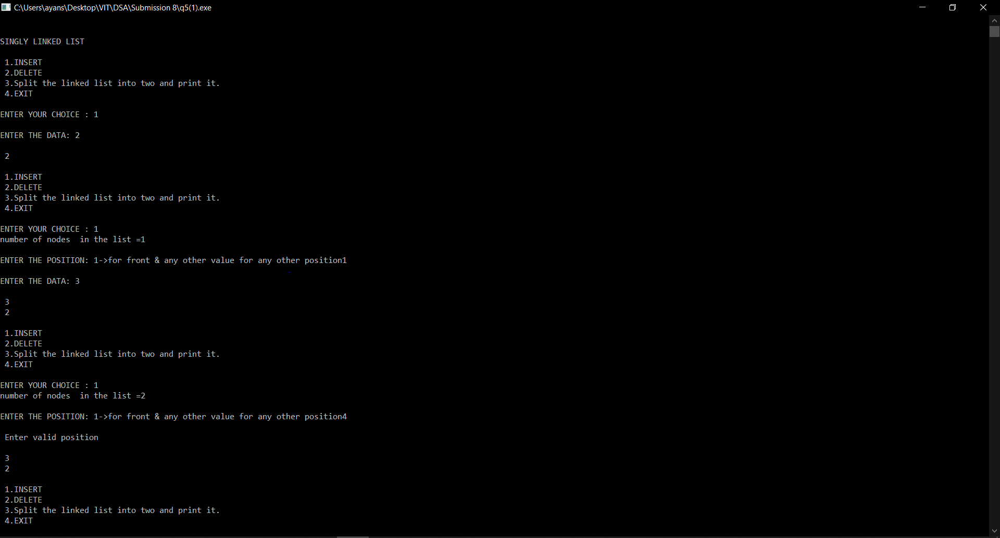 C:\Users\ayans\Desktop\VIT\DSA\Submission 8\q5(1).exe
SINGLY LINKED LIST
1.INSERT
2.DELETE
3.Split the linked list into two and print it.
4.EXIT
ENTER YOUR CHOICE : 1
ENTER THE DATA: 2
2
1.INSERT
2.DELETE
3.Split the linked list into two and print it.
4.EXIT
ENTER YOUR CHOICE : 1
number of nodes  in the list =1
ENTER THE POSITION: 1->for front & any other value for any other position1
ENTER THE DATA: 3
3
2
1.INSERT
2.DELETE
3.Split the linked list into two and print it.
4.EXIT
ENTER YOUR CHOICE : 1
number of nodes  in the list =2
ENTER THE POSITION: 1->for front & any other value for any other position4
Enter valid position
3
2
1.INSERT
2.DELETE
3.Split the linked list into two and print it.
4.EXIT